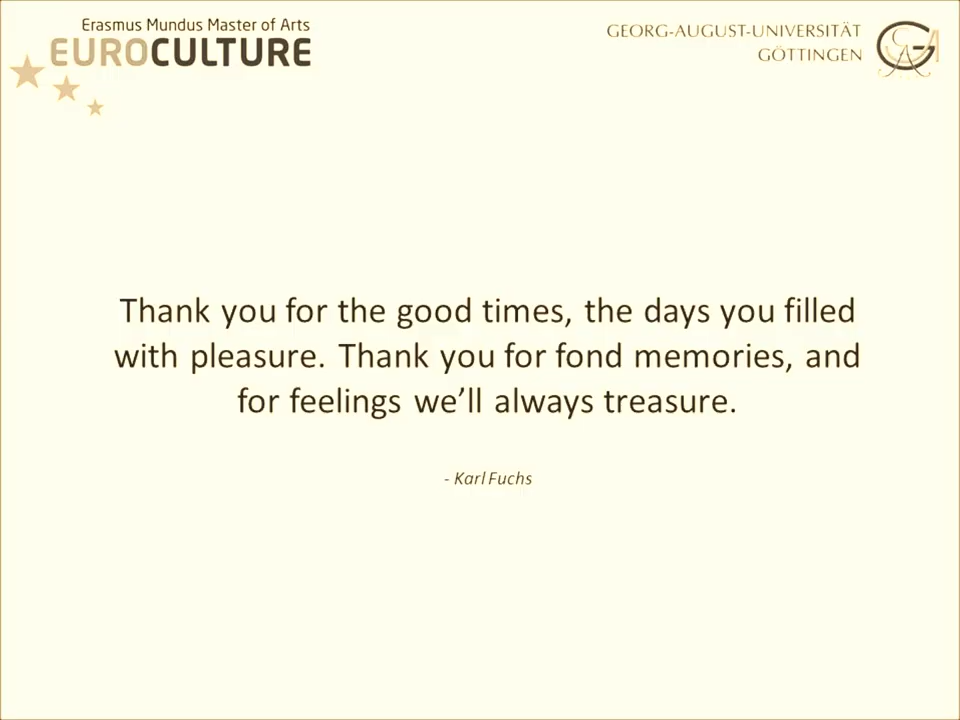 Erasmus Mundus Master of Arts
EUROCULTURE
GEORG-AUGUST-UNIVERSITÄT
GÖTTINGEN
Thank you for the good times, the days you filled
with pleasure. Thank you for fond memories, and
for feelings we’ll always treasure.
- Karl Fuchs